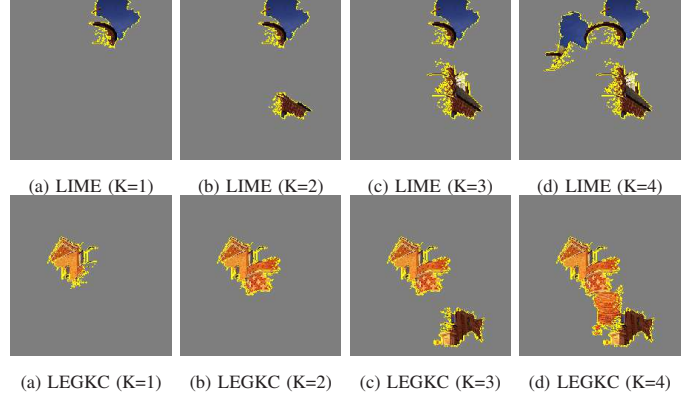 (a) LIME (K=1) (b) LIME (K=2) (c) LIME (K=3) (d) LIME (K=4)
(a) LEGKC (K=1) (b) LEGKC (K=2) (c) LEGKC (K=3) (d) LEGKC (K=4)